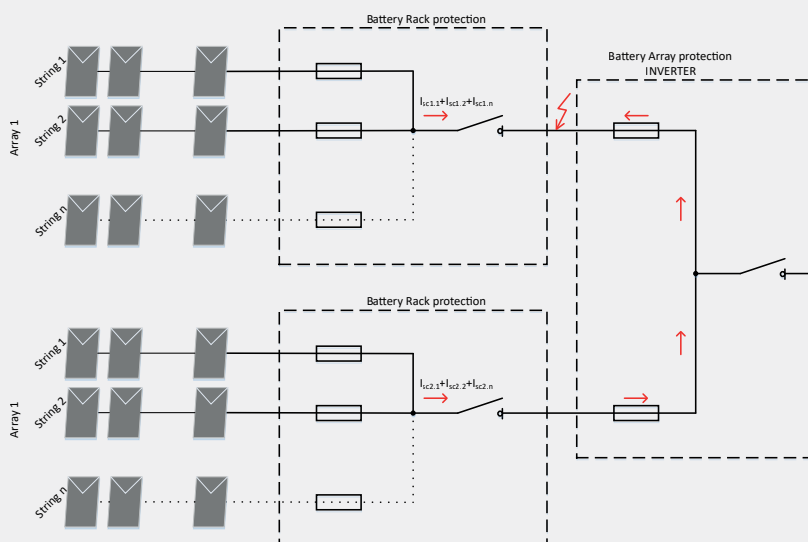 Battery Rack protection
Battery Array protection
INVERTER
Array 1
String 1
String 2
String n
Isc1.1+Isc1.2+Isc1.n
Battery Rack protection
Array 1
String 1
String 2
String n
Isc2.1+Isc2.2+Isc2.n